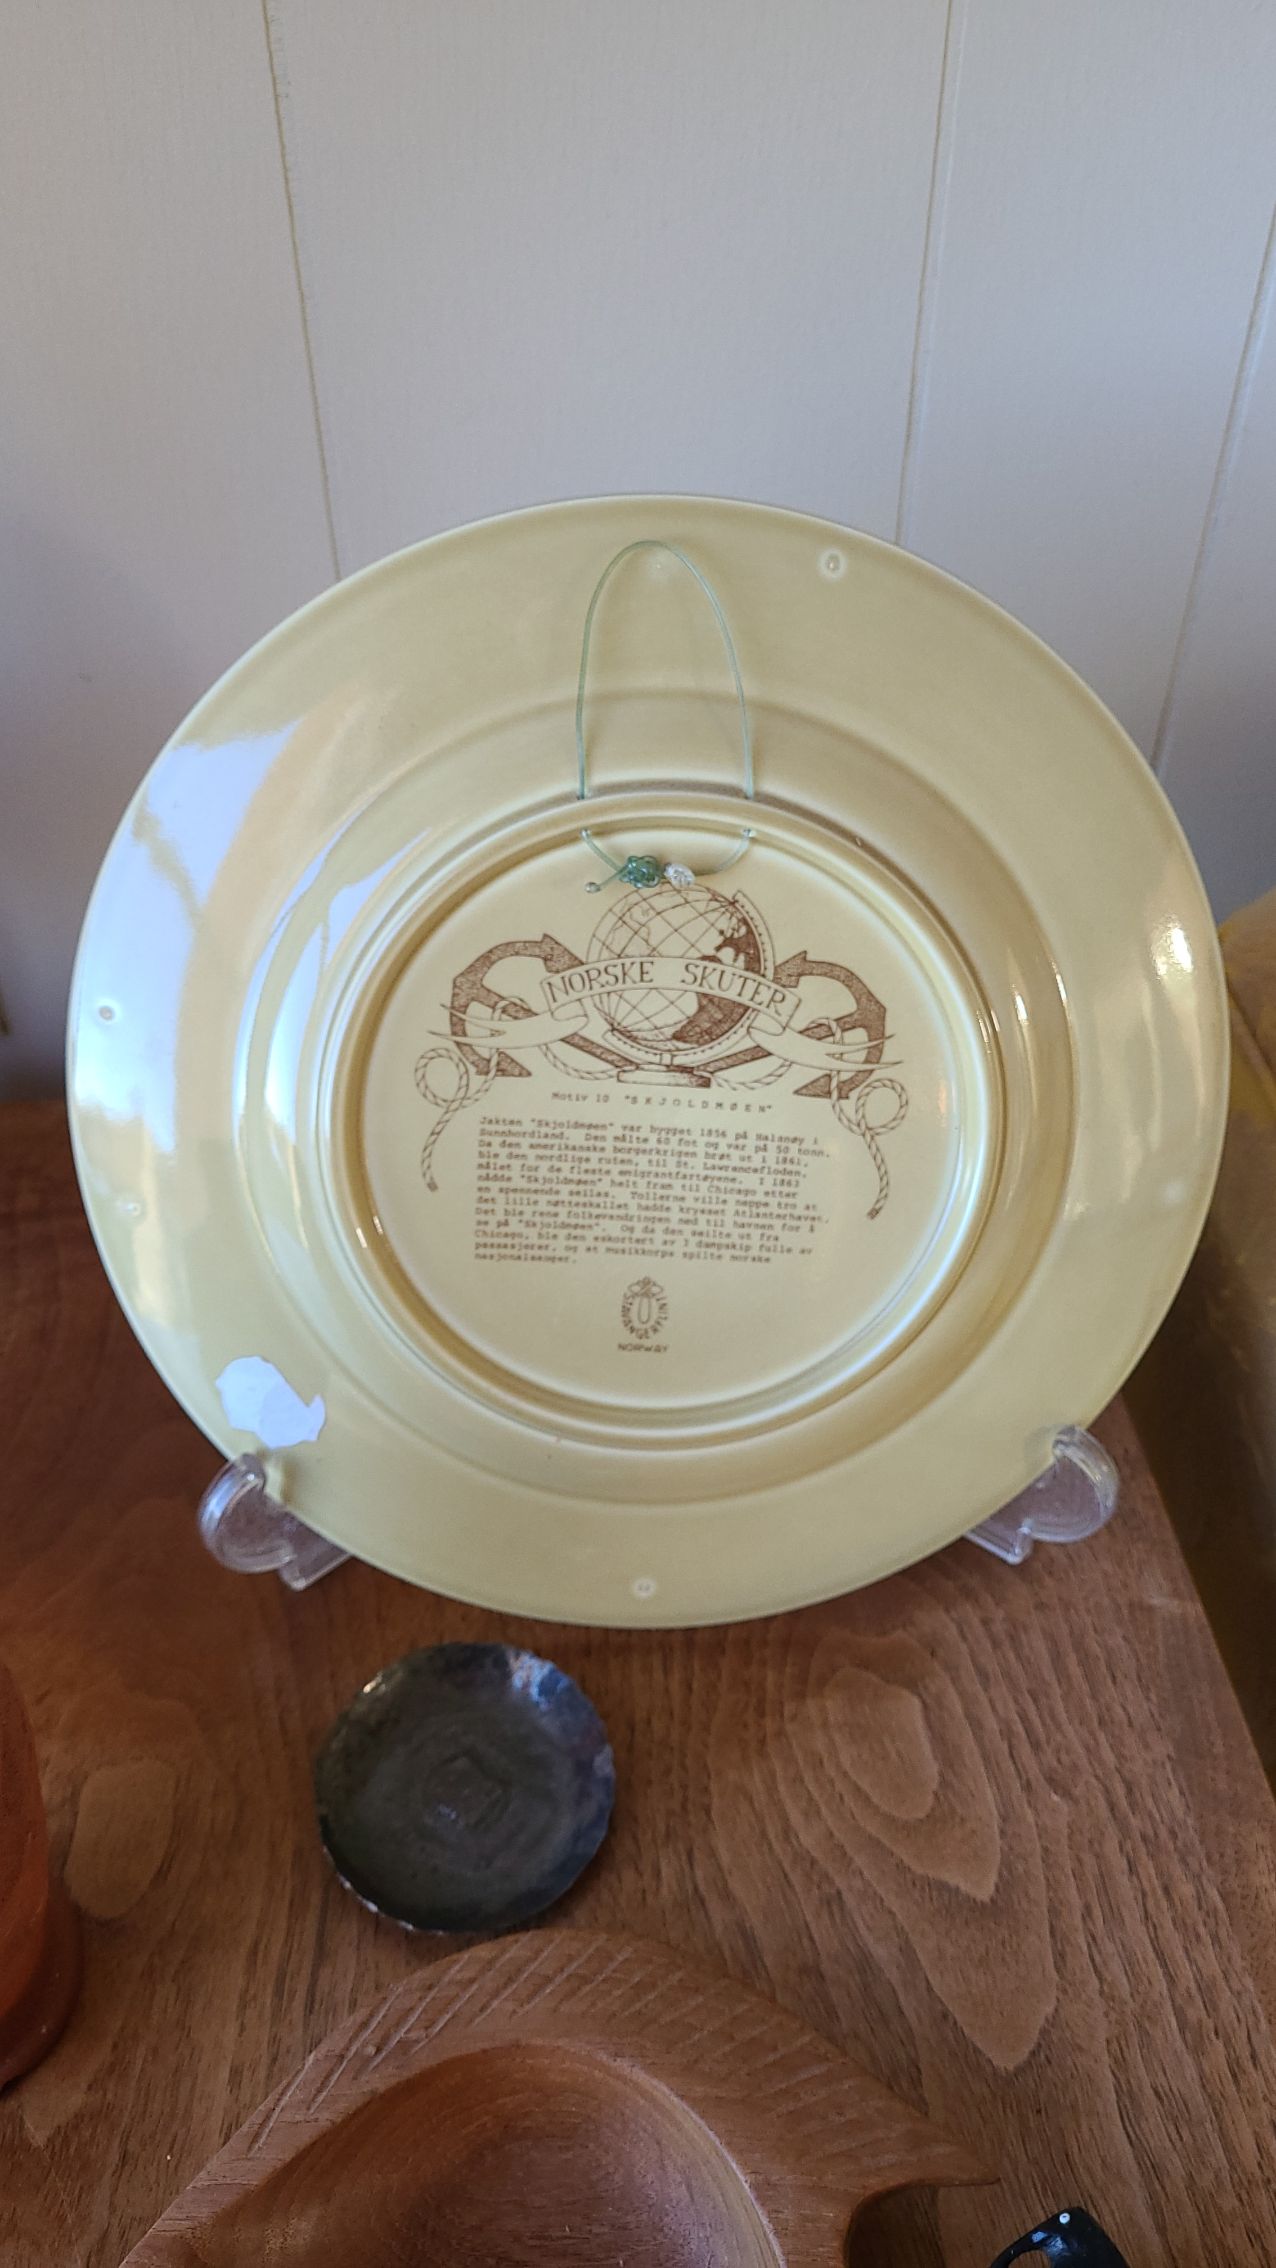 NORSKE SKUTER
Motiv 10 "SKJOLDMØEN"
Jakten "Skjoldmøen" var bygget 1856 på Halsnøy i
Sunnhordland. Den målte 60 fot og var på 50 tonn.
Da den amerikanske borgerkrigen brøt ut i 1861,
ble den nordlige ruten, til St. Lawrencefloden,
målet for de fleste emigrantfartøyene. I 1863
nådde "Skjoldmøen" helt fram til Chicago etter
en spennende seilas. Tollerne ville neppe tro at
det lille nøtteskallet hadde krysset Atlanterhavet.
Det ble rene folkevandringen ned til havnen for å
se på "Skjoldmøen". Og da den seilte ut fra
Chicago, ble den eskortert av 3 dampskip fulle av
passasjerer, og et musikkorps spilte norske
nasjonalsanger.
STAVANGERFLINT
NORWAY